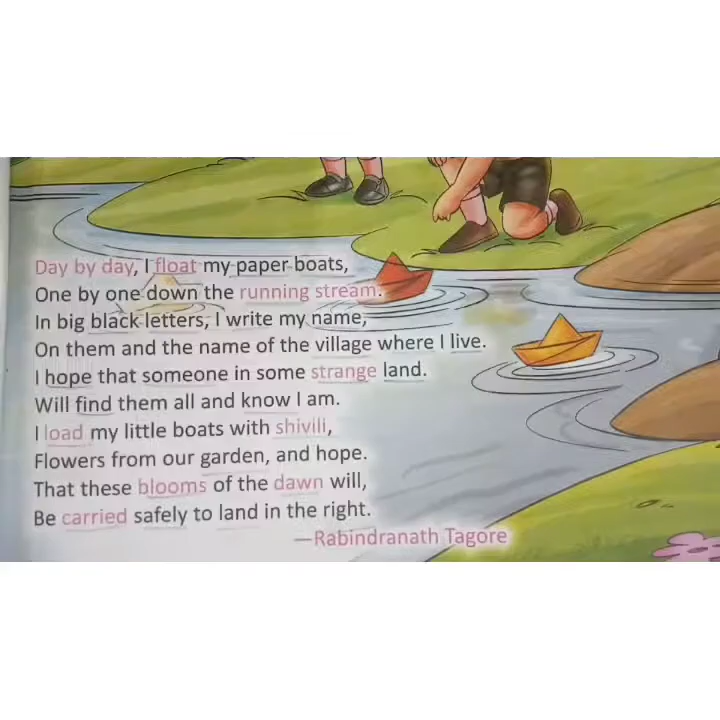 Day by day, I float my paper boats,
One by one down the running stream.
In big black letters, I write my name,
On them and the name of the village where I live.
I hope that someone in some strange land.
Will find them all and know I am.
I load my little boats with shivili,
Flowers from our garden, and hope.
That these blooms of the dawn will,
Be carried safely to land in the right.
—Rabindranath Tagore